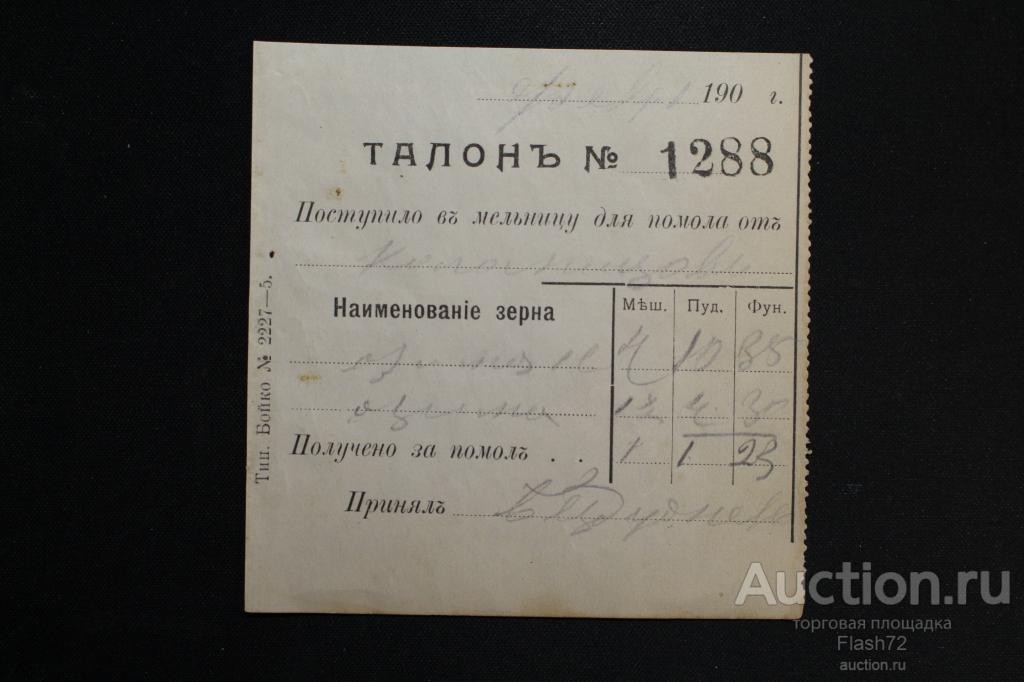 190 г.
ТАЛОНЪ № 1288
Поступило въ мельницу для помола отъ
Наименованіе зерна Мѣш. Пуд. Фун.
4 10 35
12 4 30
Получено за помолъ . . 1 1 23
Принялъ
Тип. Бойко № 2227—5.
Auction.ru
торговая площадка
Flash72
auction.ru